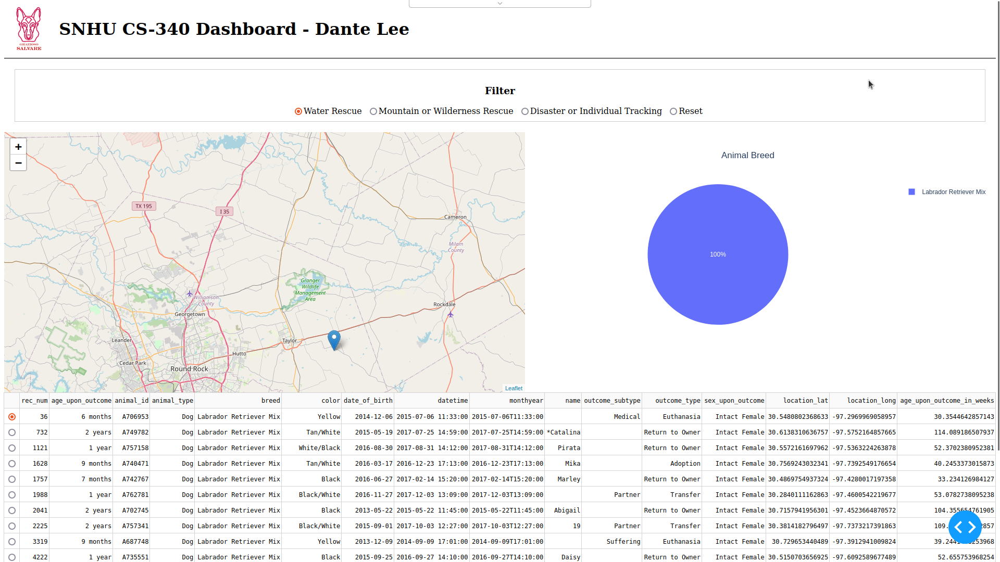 GRAZIOSO
SALVARE
SNHU CS-340 Dashboard - Dante Lee
Filter
Water Rescue Mountain or Wilderness Rescue Disaster or Individual Tracking Reset
+
−
TX 195
I 35
Cameron
Milam
County
Granger
Wildlife
Management
Area
Williamson
County
Georgetown
Rockdale
Leander
Taylor
Hutto
Cedar Park
Round Rock
Leaflet
Animal Breed
Labrador Retriever Mix
100%
rec_num age_upon_outcome animal_id animal_type breed color date_of_birth datetime monthyear name outcome_subtype outcome_type sex_upon_outcome location_lat location_long age_upon_outcome_in_weeks
36 6 months A706953 Dog Labrador Retriever Mix Yellow 2014-12-06 2015-07-06 11:33:00 2015-07-06T11:33:00 Medical Euthanasia Intact Female 30.5480802368633 -97.2969969058957 30.3544642857143
732 2 years A749782 Dog Labrador Retriever Mix Tan/White 2015-05-19 2017-07-25 14:59:00 2017-07-25T14:59:00 *Catalina Return to Owner Intact Female 30.6138310636757 -97.5752164857665 114.089186507937
1121 1 year A757158 Dog Labrador Retriever Mix White/Black 2016-08-30 2017-08-31 14:12:00 2017-08-31T14:12:00 Pirata Return to Owner Intact Female 30.5572161697962 -97.5363224263878 52.3702380952381
1628 9 months A740471 Dog Labrador Retriever Mix Tan/White 2016-03-17 2016-12-23 17:13:00 2016-12-23T17:13:00 Mika Adoption Intact Female 30.7569243032341 -97.7392549176654 40.2453373015873
1757 7 months A742767 Dog Labrador Retriever Mix Black 2016-06-27 2017-02-14 15:20:00 2017-02-14T15:20:00 Marley Return to Owner Intact Female 30.4869754937324 -97.4280017197358 33.234126984127
1988 1 year A762781 Dog Labrador Retriever Mix Black/White 2016-11-27 2017-12-03 13:09:00 2017-12-03T13:09:00 Partner Transfer Intact Female 30.2840111162863 -97.4600542219677 53.0782738095238
2041 2 years A702745 Dog Labrador Retriever Mix Black 2013-05-22 2015-05-22 11:45:00 2015-05-22T11:45:00 Abigail Return to Owner Intact Female 30.7157941956301 -97.4523664870572 104.355654761905
2225 2 years A757341 Dog Labrador Retriever Mix Black/White 2015-09-01 2017-10-03 12:27:00 2017-10-03T12:27:00 19 Partner Transfer Intact Female 30.3814182796497 -97.7373217391863
3319 9 months A687748 Dog Labrador Retriever Mix Yellow 2013-12-09 2014-09-09 17:01:00 2014-09-09T17:01:00 Suffering Euthanasia Intact Female 30.729653440489 -97.3912941009824
4222 1 year A735551 Dog Labrador Retriever Mix Black 2015-09-25 2016-09-27 14:10:00 2016-09-27T14:10:00 Daisy Return to Owner Intact Female 30.5150703656925 -97.6092589677489 52.655753968254